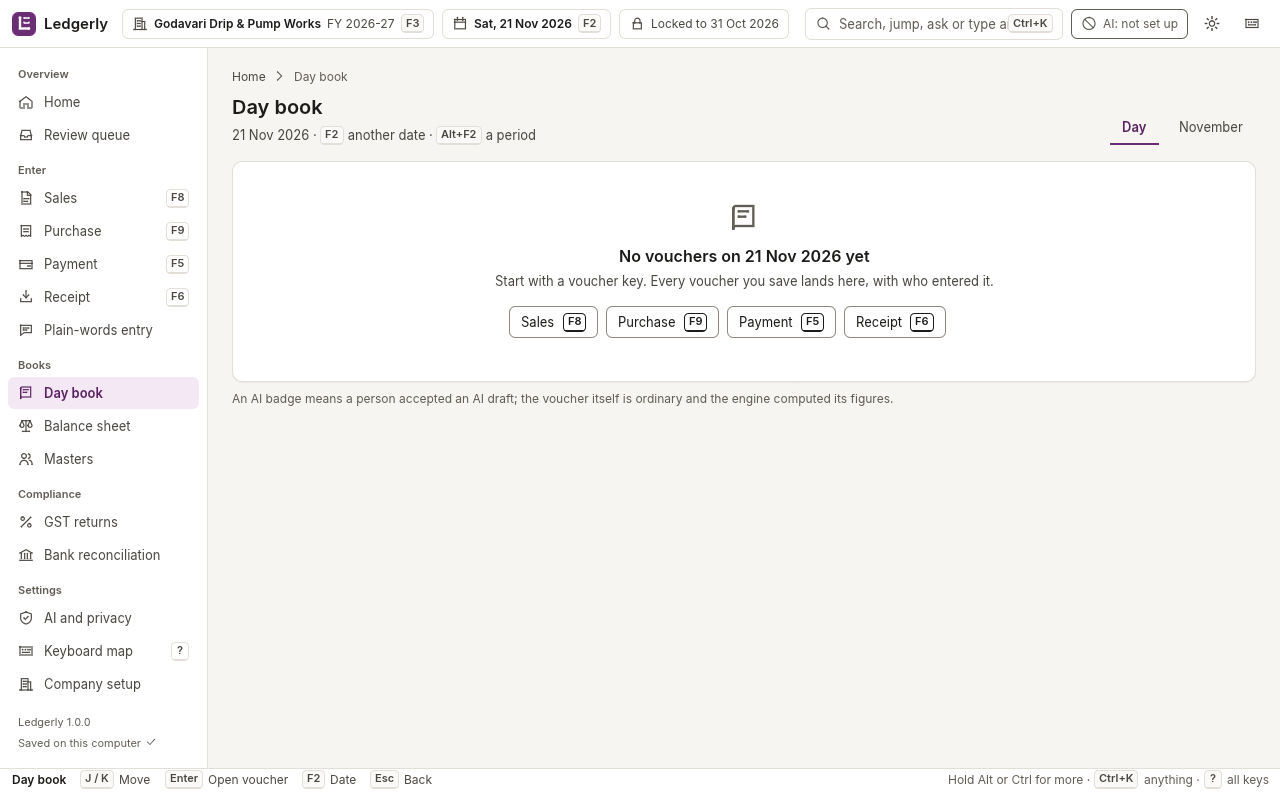 Ledgerly
Godavari Drip & Pump Works FY 2026-27 F3
Sat, 21 Nov 2026 F2
Locked to 31 Oct 2026
Search, jump, ask or type a Ctrl+K
AI: not set up
Overview
Home
Review queue
Enter
Sales F8
Purchase F9
Payment F5
Receipt F6
Plain-words entry
Books
Day book
Balance sheet
Masters
Compliance
GST returns
Bank reconciliation
Settings
AI and privacy
Keyboard map ?
Company setup
Ledgerly 1.0.0
Saved on this computer
Home Day book
Day book
21 Nov 2026 · F2 another date · Alt+F2 a period
Day November
No vouchers on 21 Nov 2026 yet
Start with a voucher key. Every voucher you save lands here, with who entered it.
Sales F8 Purchase F9 Payment F5 Receipt F6
An AI badge means a person accepted an AI draft; the voucher itself is ordinary and the engine computed its figures.
Day book J / K Move Enter Open voucher F2 Date Esc Back
Hold Alt or Ctrl for more · Ctrl+K anything · ? all keys